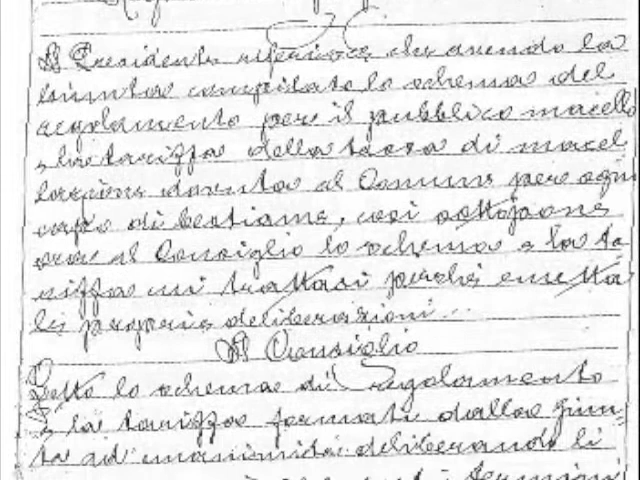 Il Presidente riferisce che avendo la
Giunta compilato lo schema del
regolamento per il pubblico macello
e la tariffa della tassa di macel
lazione dovuta al Comune per ogni
capo di bestiame, così sottopone
ora al Consiglio lo schema e la ta
riffa cui trattasi perché emetta
le proprie deliberazioni...
Il Consiglio
Letto lo schema di regolamento
e la tariffa formati dalla Giun-
ta ad unanimità deliberando li